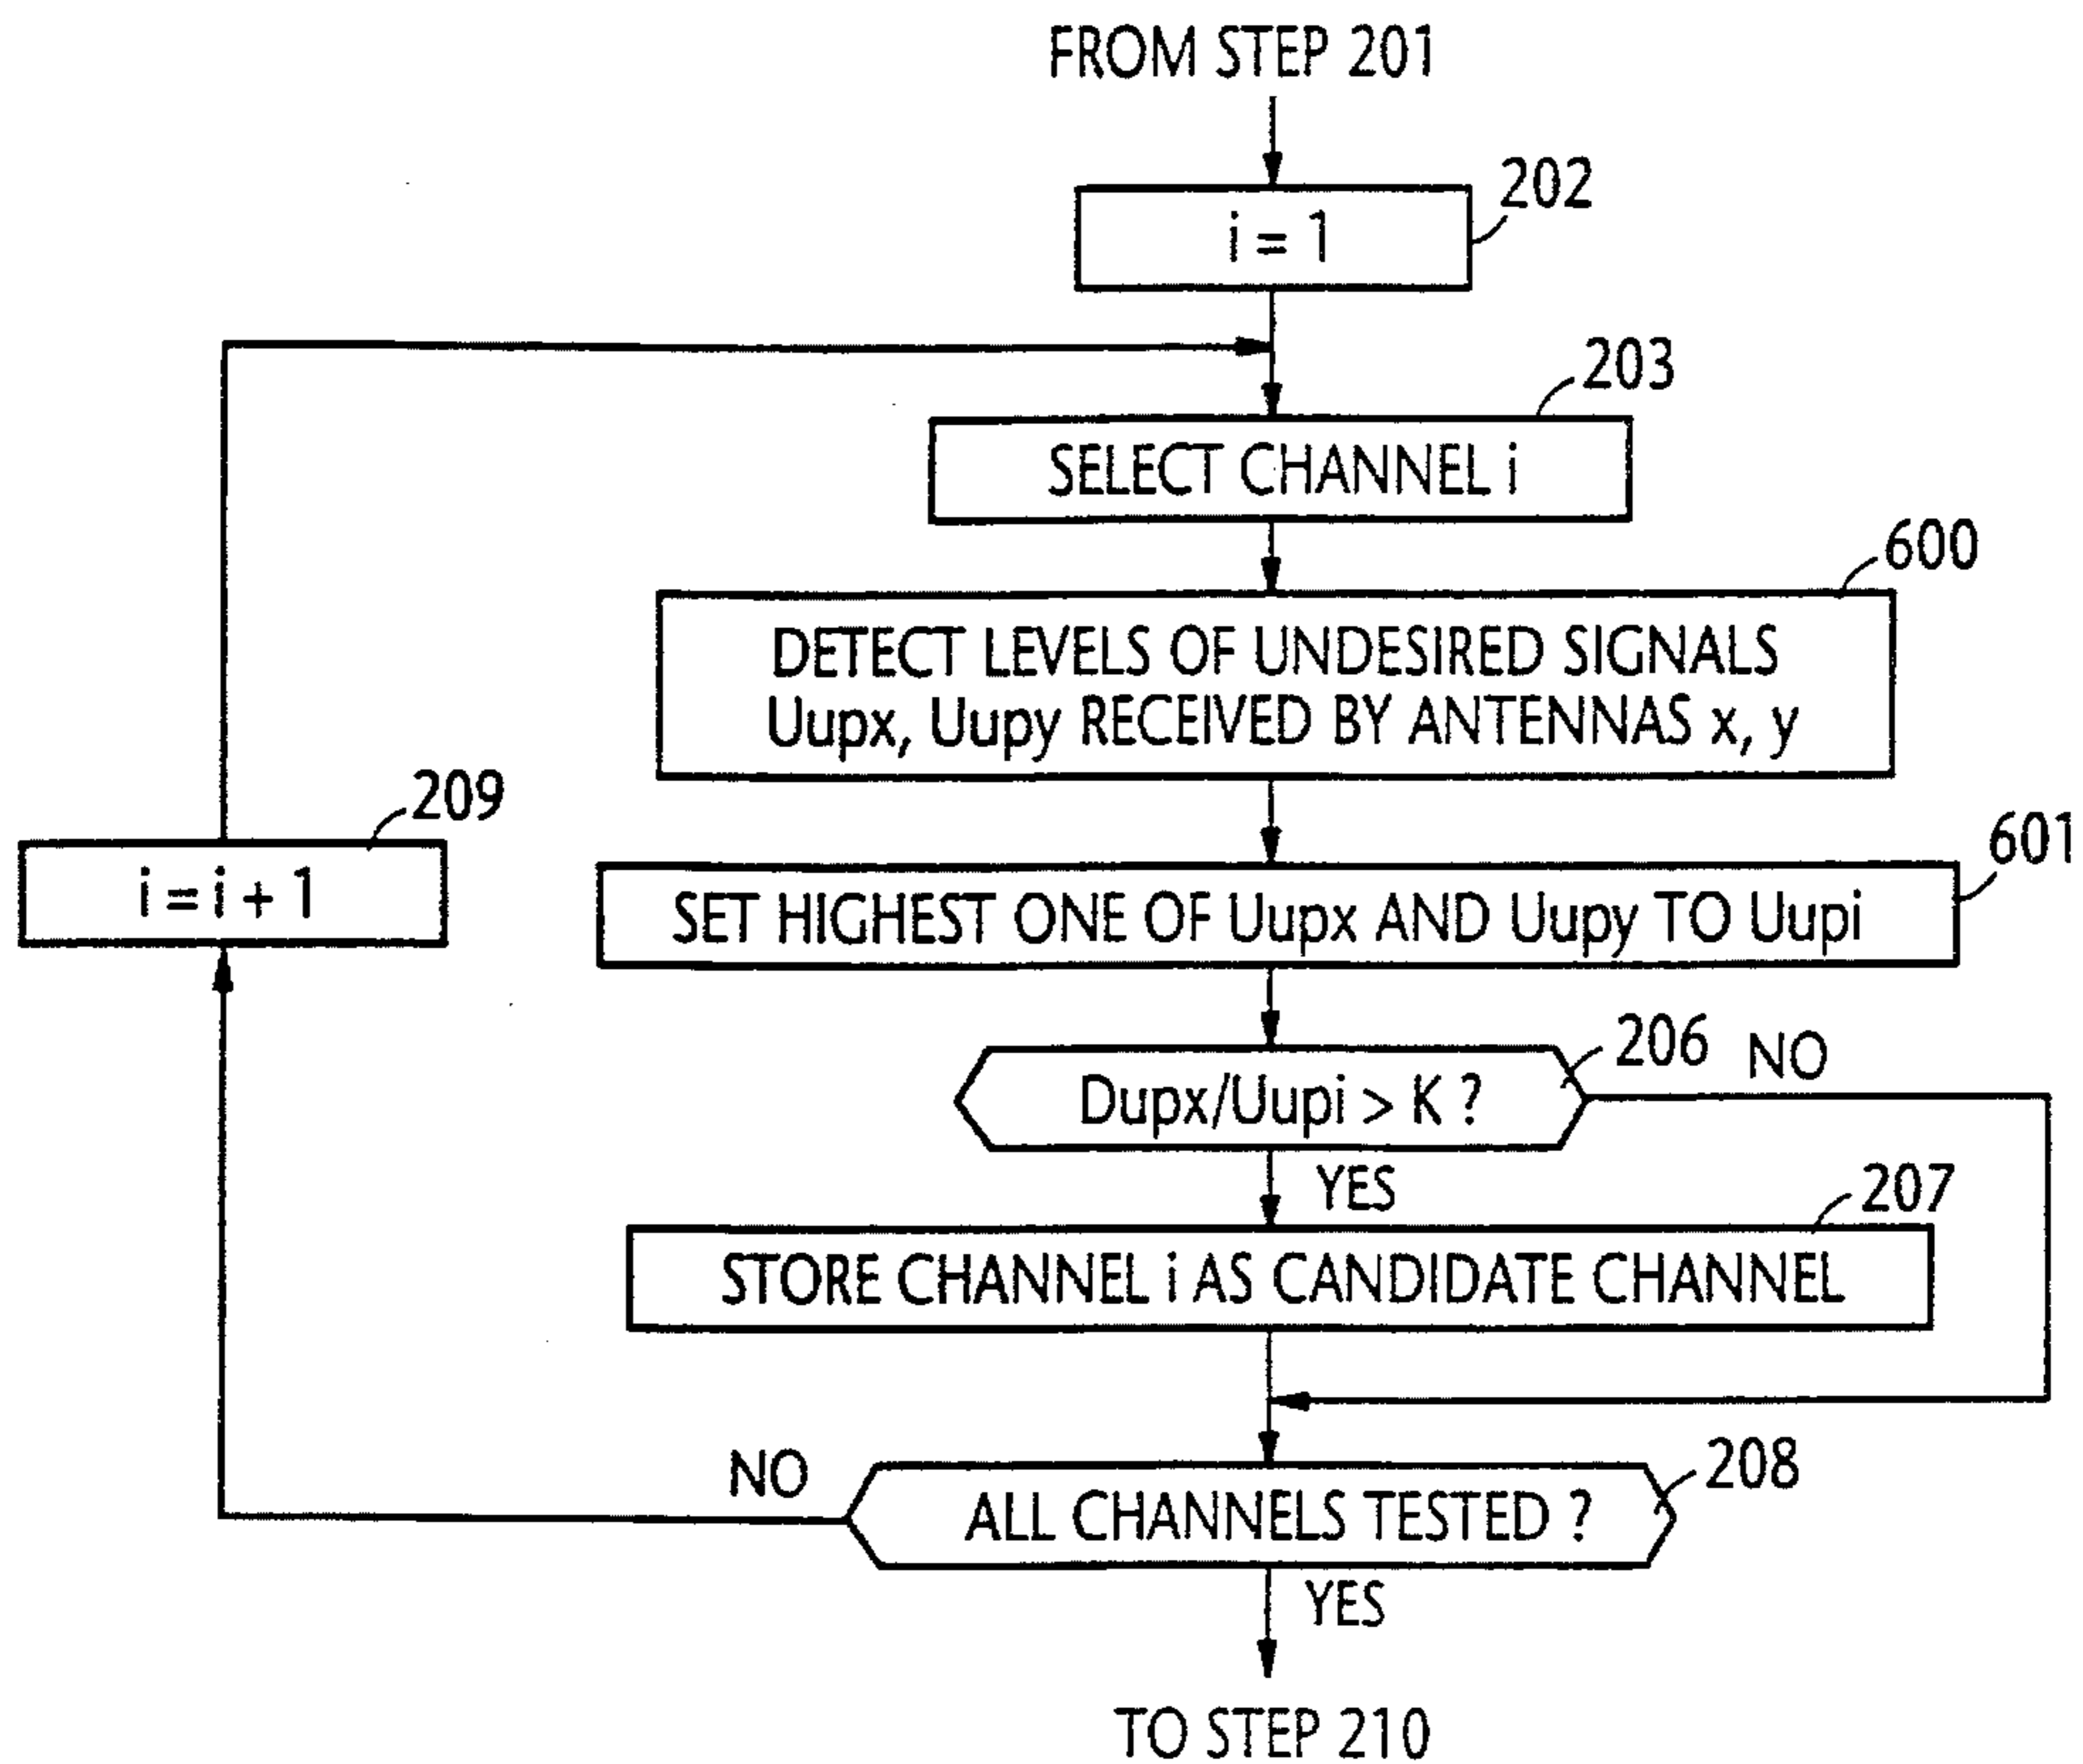 FROM STEP 201
202
i = 1
203
SELECT CHANNEL i
600
DETECT LEVELS OF UNDESIRED SIGNALS
Uupx, Uupy RECEIVED BY ANTENNAS x, y
209
i = i + 1
601
SET HIGHEST ONE OF Uupx AND Uupy TO Uupi
206
NO
Dupx/Uupi > K ?
YES
207
STORE CHANNEL i AS CANDIDATE CHANNEL
NO
208
ALL CHANNELS TESTED ?
YES
TO STEP 210